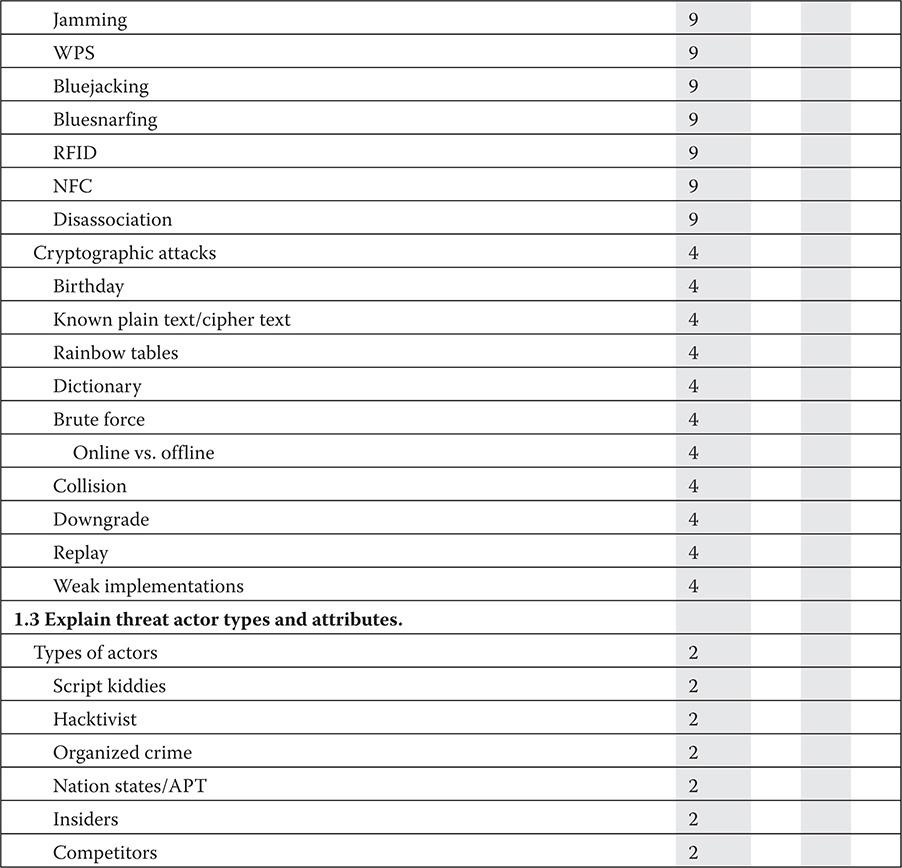 Jamming 9
WPS 9
Bluejacking 9
Bluesnarfing 9
RFID 9
NFC 9
Disassociation 9
Cryptographic attacks 4
Birthday 4
Known plain text/cipher text 4
Rainbow tables 4
Dictionary 4
Brute force 4
Online vs. offline 4
Collision 4
Downgrade 4
Replay 4
Weak implementations 4
1.3 Explain threat actor types and attributes.
Types of actors 2
Script kiddies 2
Hacktivist 2
Organized crime 2
Nation states/APT 2
Insiders 2
Competitors 2